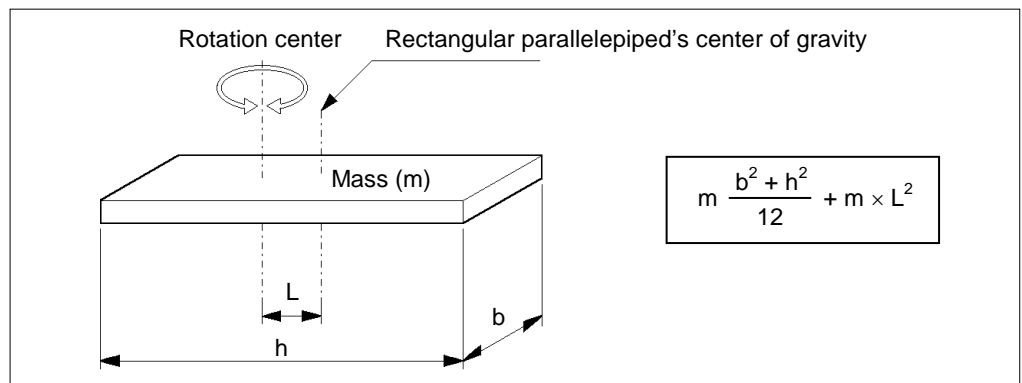 Rotation center
Rectangular parallelepiped's center of gravity
Mass (m)
m (b² + h²)/12 + m × L²
L
b
h